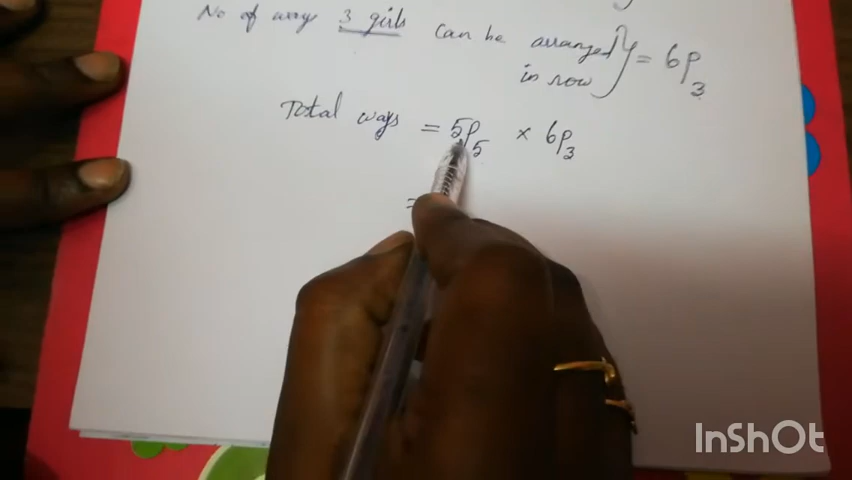 No of ways 3 girls can be arranged
in row } = 6P3
Total ways = 5P5 × 6P3
=
InShOt